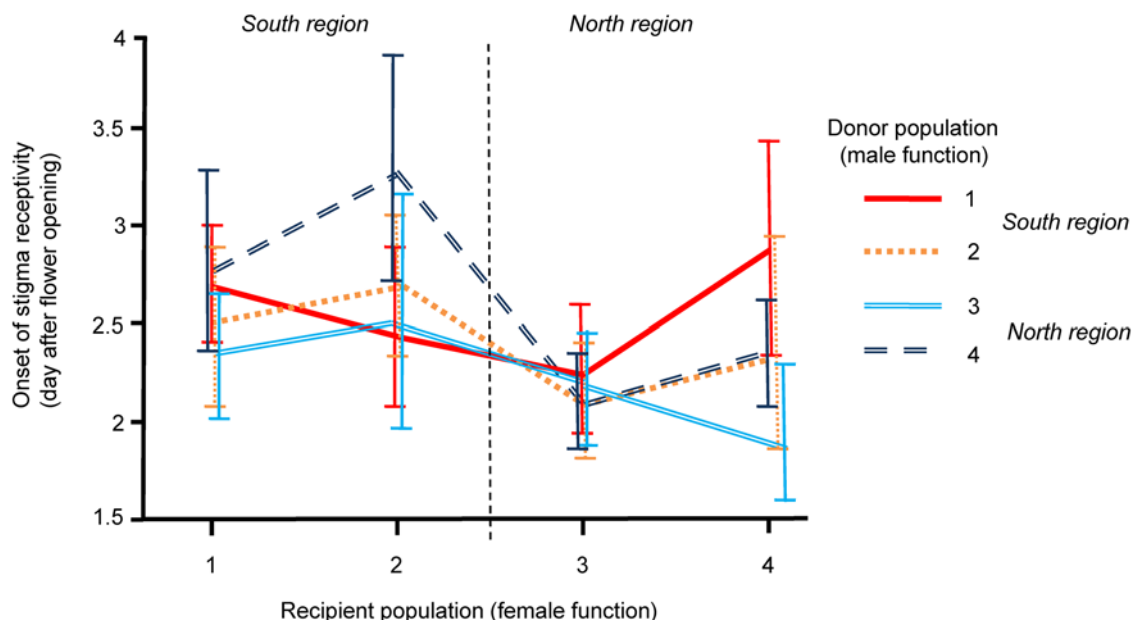 South region
North region
4
3.5
3
2.5
2
1.5
Onset of stigma receptivity
(day after flower opening)
1
2
3
4
Recipient population (female function)
Donor population
(male function)
1
South region
2
3
North region
4